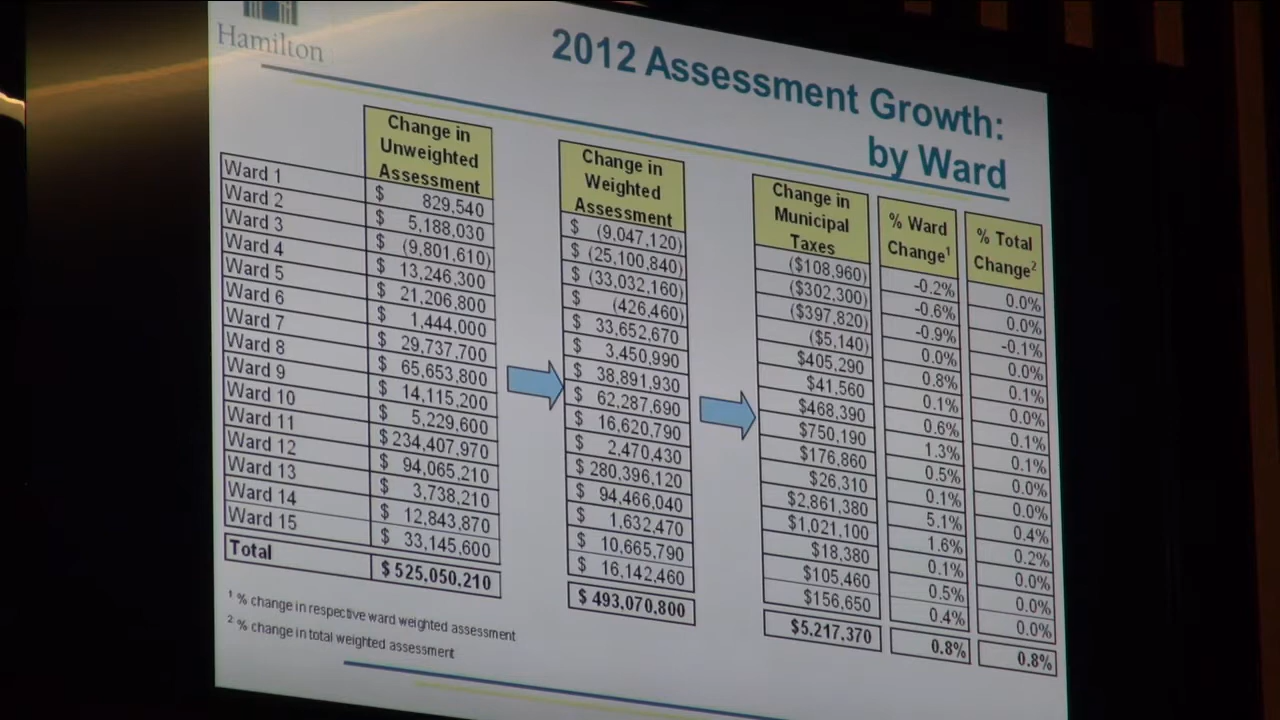 Hamilton
2012 Assessment Growth:
by Ward
Change in Unweighted Assessment | Change in Weighted Assessment | Change in Municipal Taxes | % Ward Change¹ | % Total Change²
Ward 1 $ 829,540 $ (9,047,120) ($108,960) -0.2% 0.0%
Ward 2 $ 5,188,030 $ (25,100,840) ($302,300) -0.6% 0.0%
Ward 3 $ (9,801,610) $ (33,032,160) ($397,820) -0.9% -0.1%
Ward 4 $ 13,246,300 $ (426,460) ($5,140) 0.0% 0.0%
Ward 5 $ 21,206,800 $ 33,652,670 $405,290 0.8% 0.1%
Ward 6 $ 1,444,000 $ 3,450,990 $41,560 0.1% 0.0%
Ward 7 $ 29,737,700 $ 38,891,930 $468,390 0.6% 0.1%
Ward 8 $ 65,653,800 $ 62,287,690 $750,190 1.3% 0.1%
Ward 9 $ 14,115,200 $ 16,620,790 $176,860 0.5% 0.0%
Ward 10 $ 5,229,600 $ 2,470,430 $26,310 0.1% 0.0%
Ward 11 $ 234,407,970 $ 280,396,120 $2,861,380 5.1% 0.4%
Ward 12 $ 94,065,210 $ 94,466,040 $1,021,100 1.6% 0.2%
Ward 13 $ 3,738,210 $ 1,632,470 $18,380 0.1% 0.0%
Ward 14 $ 12,843,870 $ 10,665,790 $105,460 0.5% 0.0%
Ward 15 $ 33,145,600 $ 16,142,460 $156,650 0.4% 0.0%
Total $ 525,050,210 $ 493,070,800 $5,217,370 0.8% 0.8%
¹ % change in respective ward weighted assessment
² % change in total weighted assessment